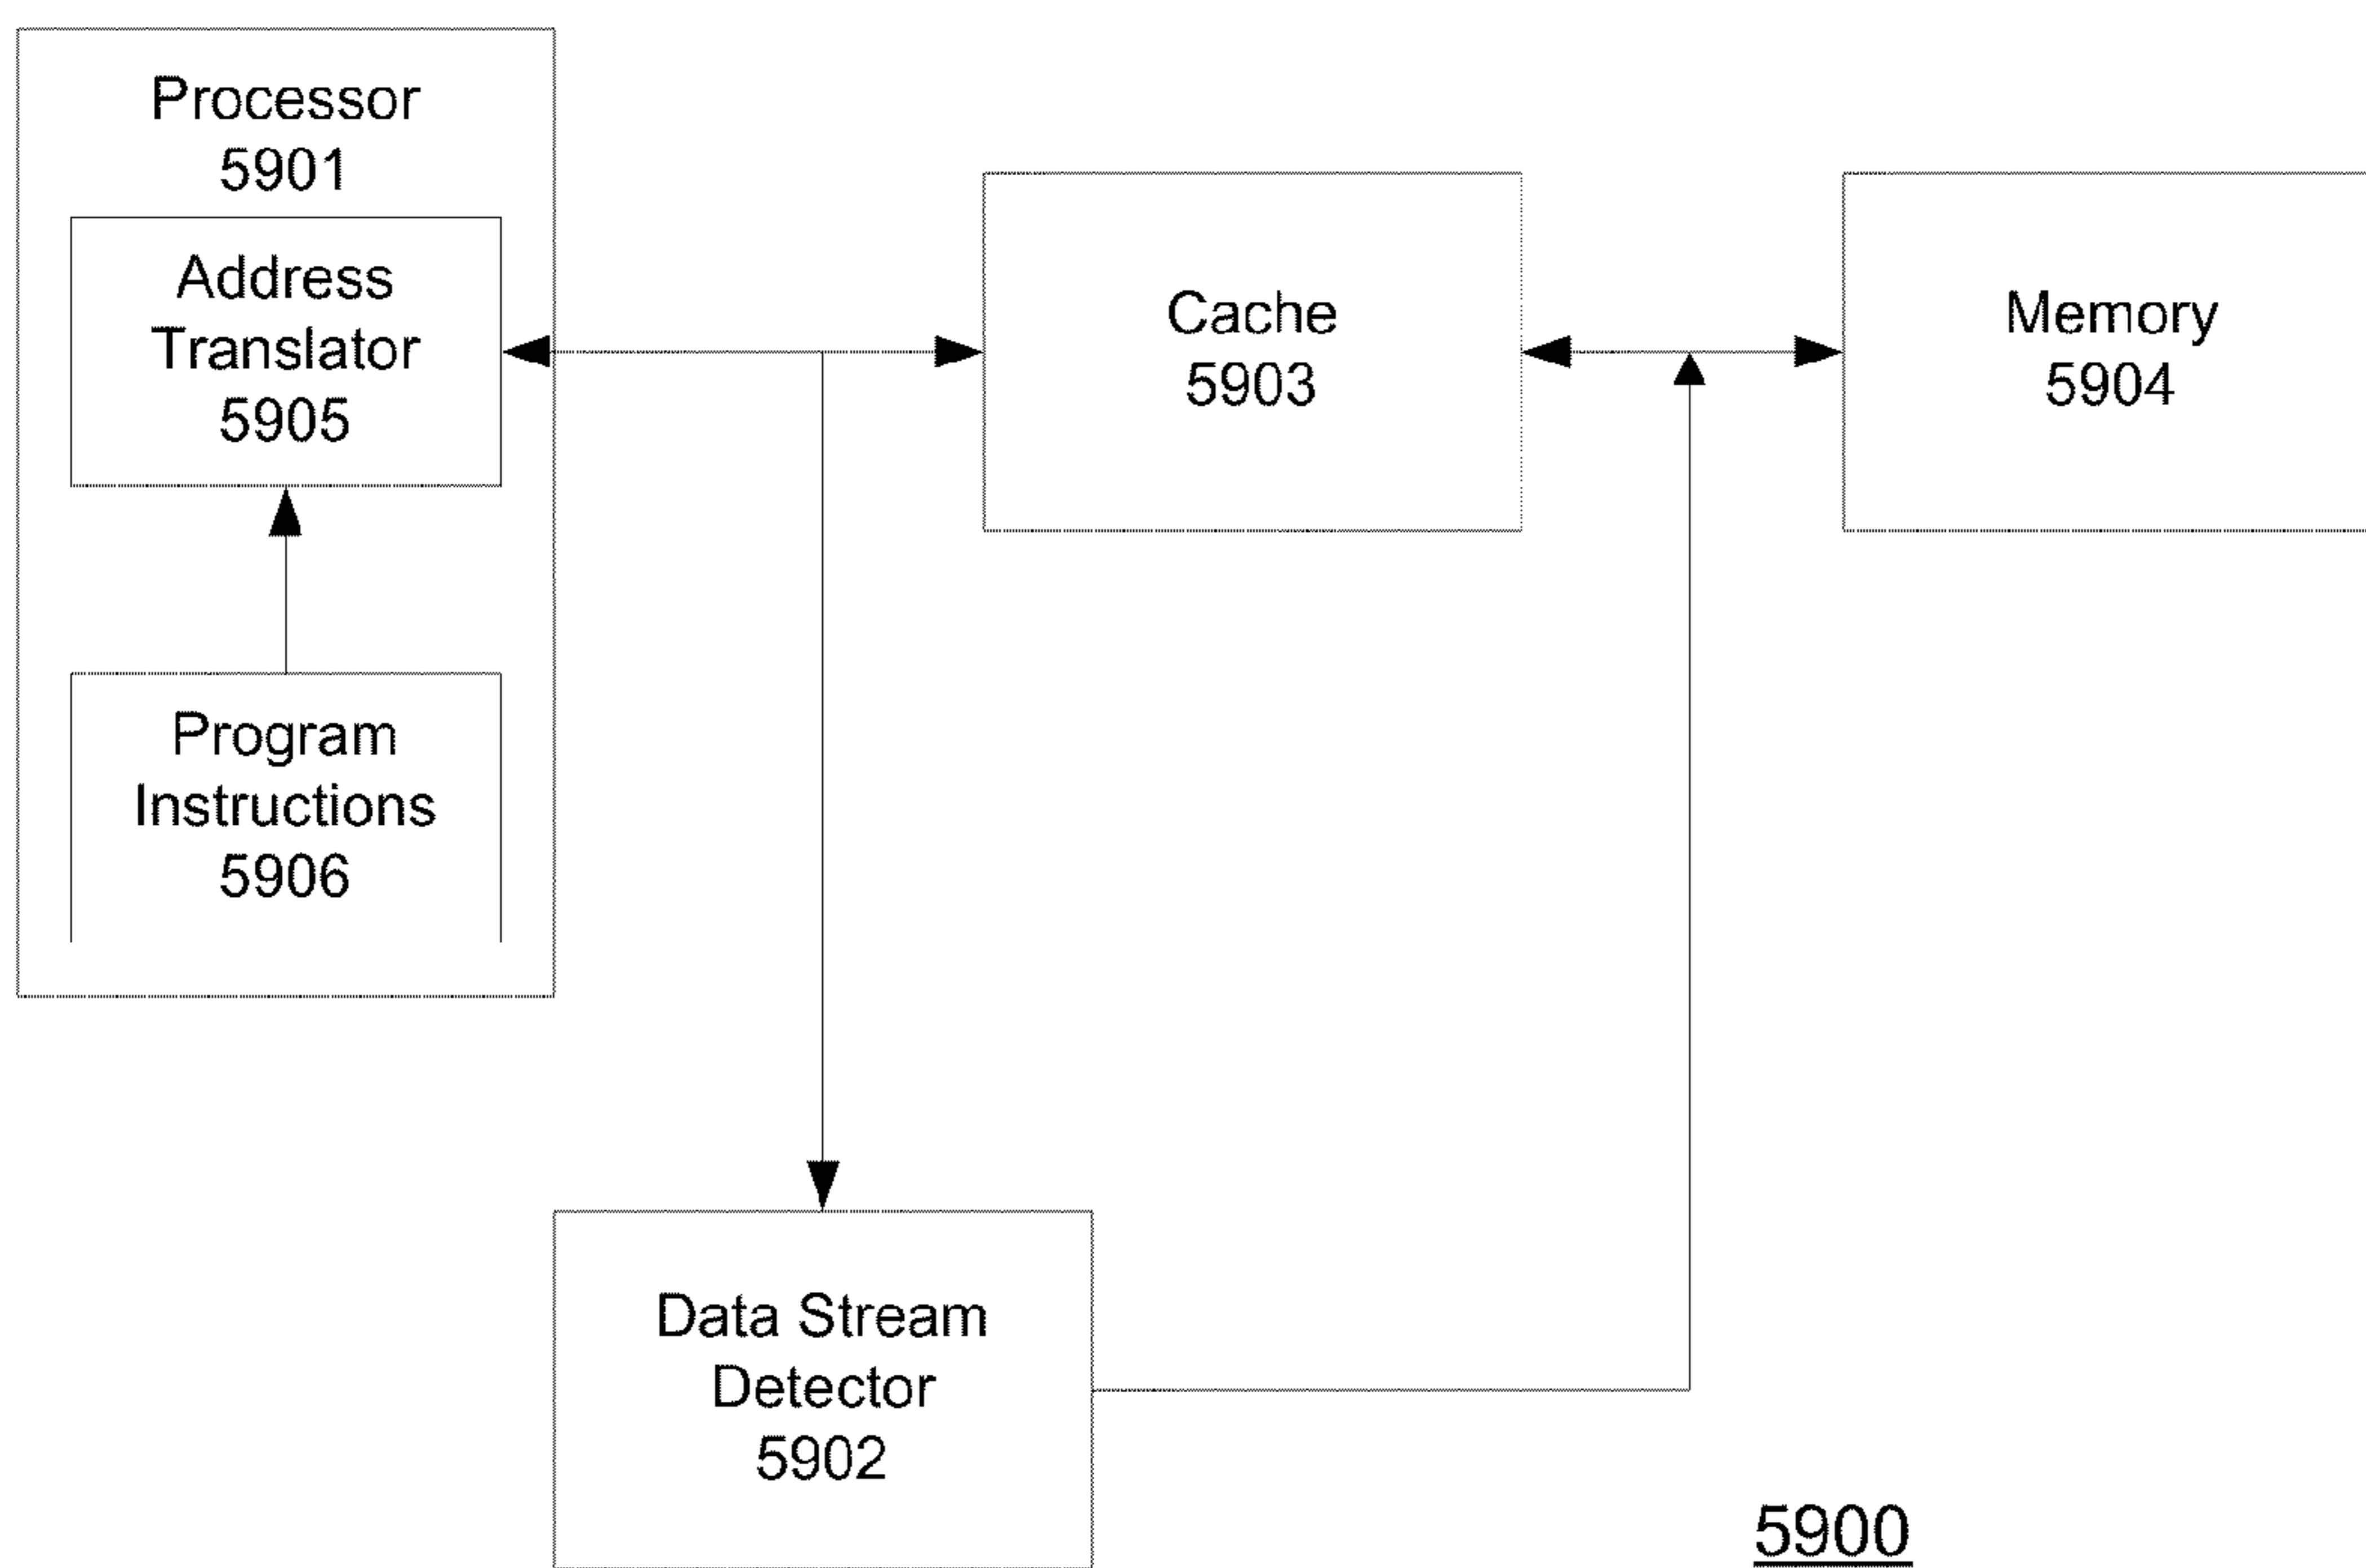 Processor
5901
Address
Translator
5905
Program
Instructions
5906
Cache
5903
Memory
5904
Data Stream
Detector
5902
5900